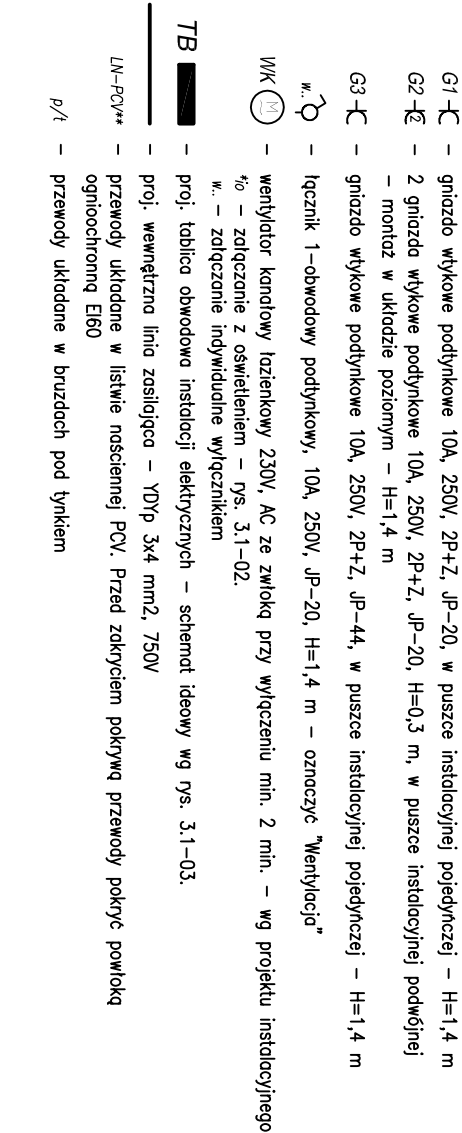 G1 – gniazdo wtykowe podtynkowe 10A, 250V, 2P+Z, JP-20, w puszce instalacyjnej pojedyńczej – H=1,4 m
G2 2 – 2 gniazda wtykowe podtynkowe 10A, 250V, 2P+Z, JP-20, H=0,3 m, w puszce instalacyjnej podwójnej
– montaż w układzie poziomym – H=1,4 m
G3 – gniazdo wtykowe podtynkowe 10A, 250V, 2P+Z, JP-44, w puszce instalacyjnej pojedyńczej – H=1,4 m
w.. – łącznik 1-obwodowy podtynkowy, 10A, 250V, JP-20, H=1,4 m – oznaczyć "Wentylacja"
WK M – wentylator kanałowy łazienkowy 230V, AC ze zwłoką przy wyłączeniu min. 2 min. – wg projektu instalacyjnego
*io – załączanie z oświetleniem – rys. 3.1-02.
w.. – załączanie indywidualne wyłącznikiem
TB – proj. tablica obwodowa instalacji elektrycznych – schemat ideowy wg rys. 3.1-03.
– proj. wewnętrzna linia zasilająca – YDYp 3x4 mm2, 750V
LN-PCV** – przewody układane w listwie naściennej PCV. Przed zakryciem pokrywą przewody pokryć powłoką
ognioochronną EI60
p/t – przewody układane w bruzdach pod tynkiem